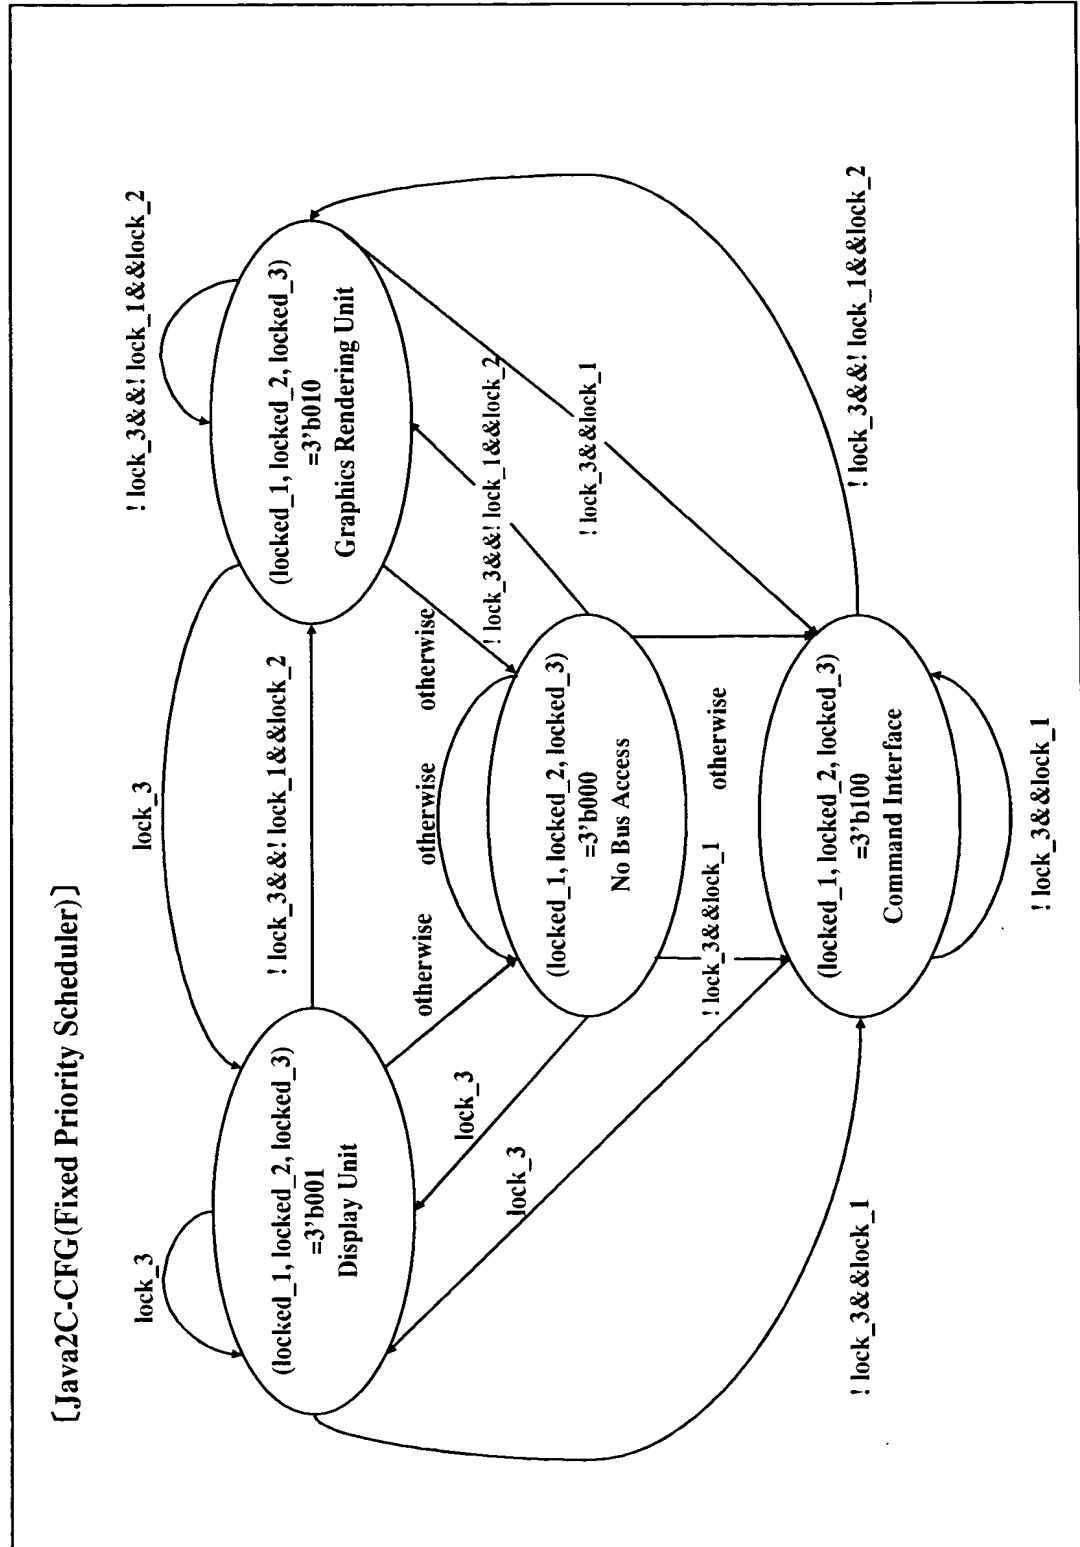 [Java2C-CFG(Fixed Priority Scheduler)]
lock_3
lock_3
! lock_3&&! lock_1&&lock_2
(locked_1, locked_2, locked_3)
=3'b001
Display Unit
! lock_3&&! lock_1&&lock_2
(locked_1, locked_2, locked_3)
=3'b010
Graphics Rendering Unit
otherwise
otherwise
otherwise
lock_3
lock_3
! lock_3&&! lock_1&&lock_2
! lock_3&&lock_1
(locked_1, locked_2, locked_3)
=3'b000
No Bus Access
! lock_3&&lock_1
otherwise
! lock_3&&lock_1
(locked_1, locked_2, locked_3)
=3'b100
Command Interface
! lock_3&&! lock_1&&lock_2
! lock_3&&lock_1